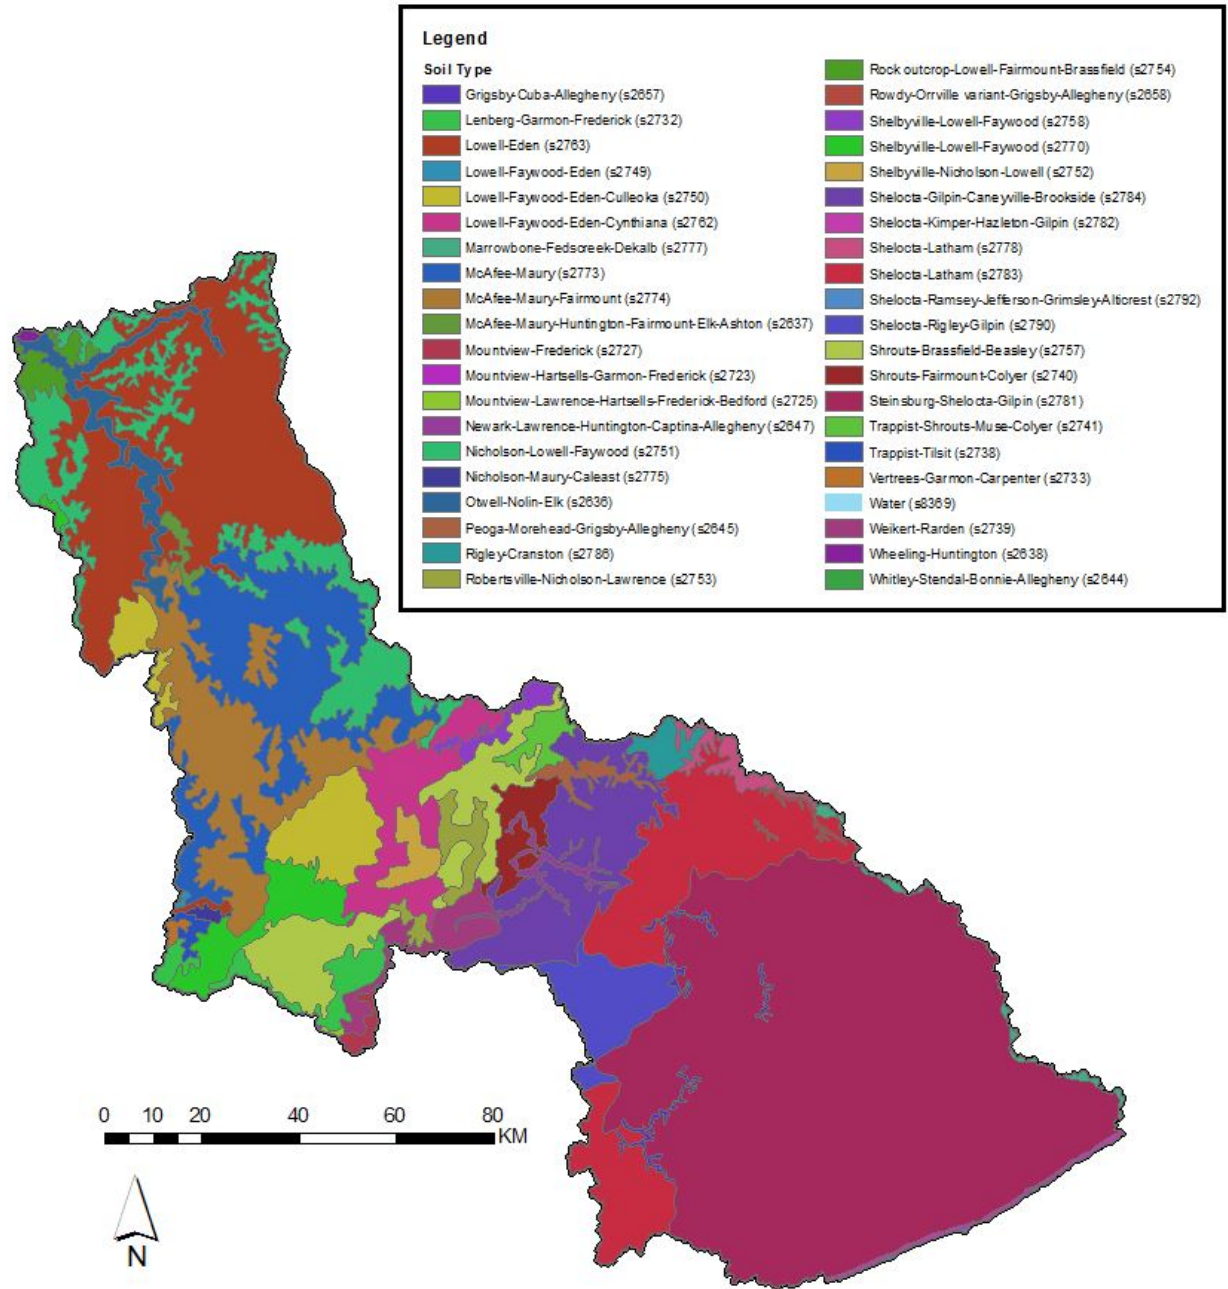 Legend
Soil Type
Grigsby-Cuba-Allegheny (s2657)
Lenberg-Garmon-Frederick (s2732)
Lowell-Eden (s2763)
Lowell-Faywood-Eden (s2749)
Lowell-Faywood-Eden-Culleoka (s2750)
Lowell-Faywood-Eden-Cynthiana (s2762)
Marrowbone-Fedscreek-Dekalb (s2777)
McAfee-Maury (s2773)
McAfee-Maury-Fairmount (s2774)
McAfee-Maury-Huntington-Fairmount-Elk-Ashton (s2637)
Mountview-Frederick (s2727)
Mountview-Hartsells-Garmon-Frederick (s2723)
Mountview-Lawrence-Hartsells-Frederick-Bedford (s2725)
Newark-Lawrence-Huntington-Captina-Allegheny (s2647)
Nicholson-Lowell-Faywood (s2751)
Nicholson-Maury-Caleast (s2775)
Otwell-Nolin-Elk (s2636)
Peoga-Morehead-Grigsby-Allegheny (s2645)
Rigley-Cranston (s2786)
Robertsville-Nicholson-Lawrence (s2753)
Rock outcrop-Lowell-Fairmount-Brassfield (s2754)
Rowdy-Orrville variant-Grigsby-Allegheny (s2658)
Shelbyville-Lowell-Faywood (s2758)
Shelbyville-Lowell-Faywood (s2770)
Shelbyville-Nicholson-Lowell (s2752)
Shelocta-Gilpin-Caneyville-Brookside (s2784)
Shelocta-Kimper-Hazleton-Gilpin (s2782)
Shelocta-Latham (s2778)
Shelocta-Latham (s2783)
Shelocta-Ramsey-Jefferson-Grimsley-Alticrest (s2792)
Shelocta-Rigley-Gilpin (s2790)
Shrouts-Brassfield-Beasley (s2757)
Shrouts-Fairmount-Colyer (s2740)
Steinsburg-Shelocta-Gilpin (s2781)
Trappist-Shrouts-Muse-Colyer (s2741)
Trappist-Tilsit (s2738)
Vertrees-Garmon-Carpenter (s2733)
Water (s8369)
Weikert-Rarden (s2739)
Wheeling-Huntington (s2638)
Whitley-Stendal-Bonnie-Allegheny (s2644)
0 10 20 40 60 80
KM
N